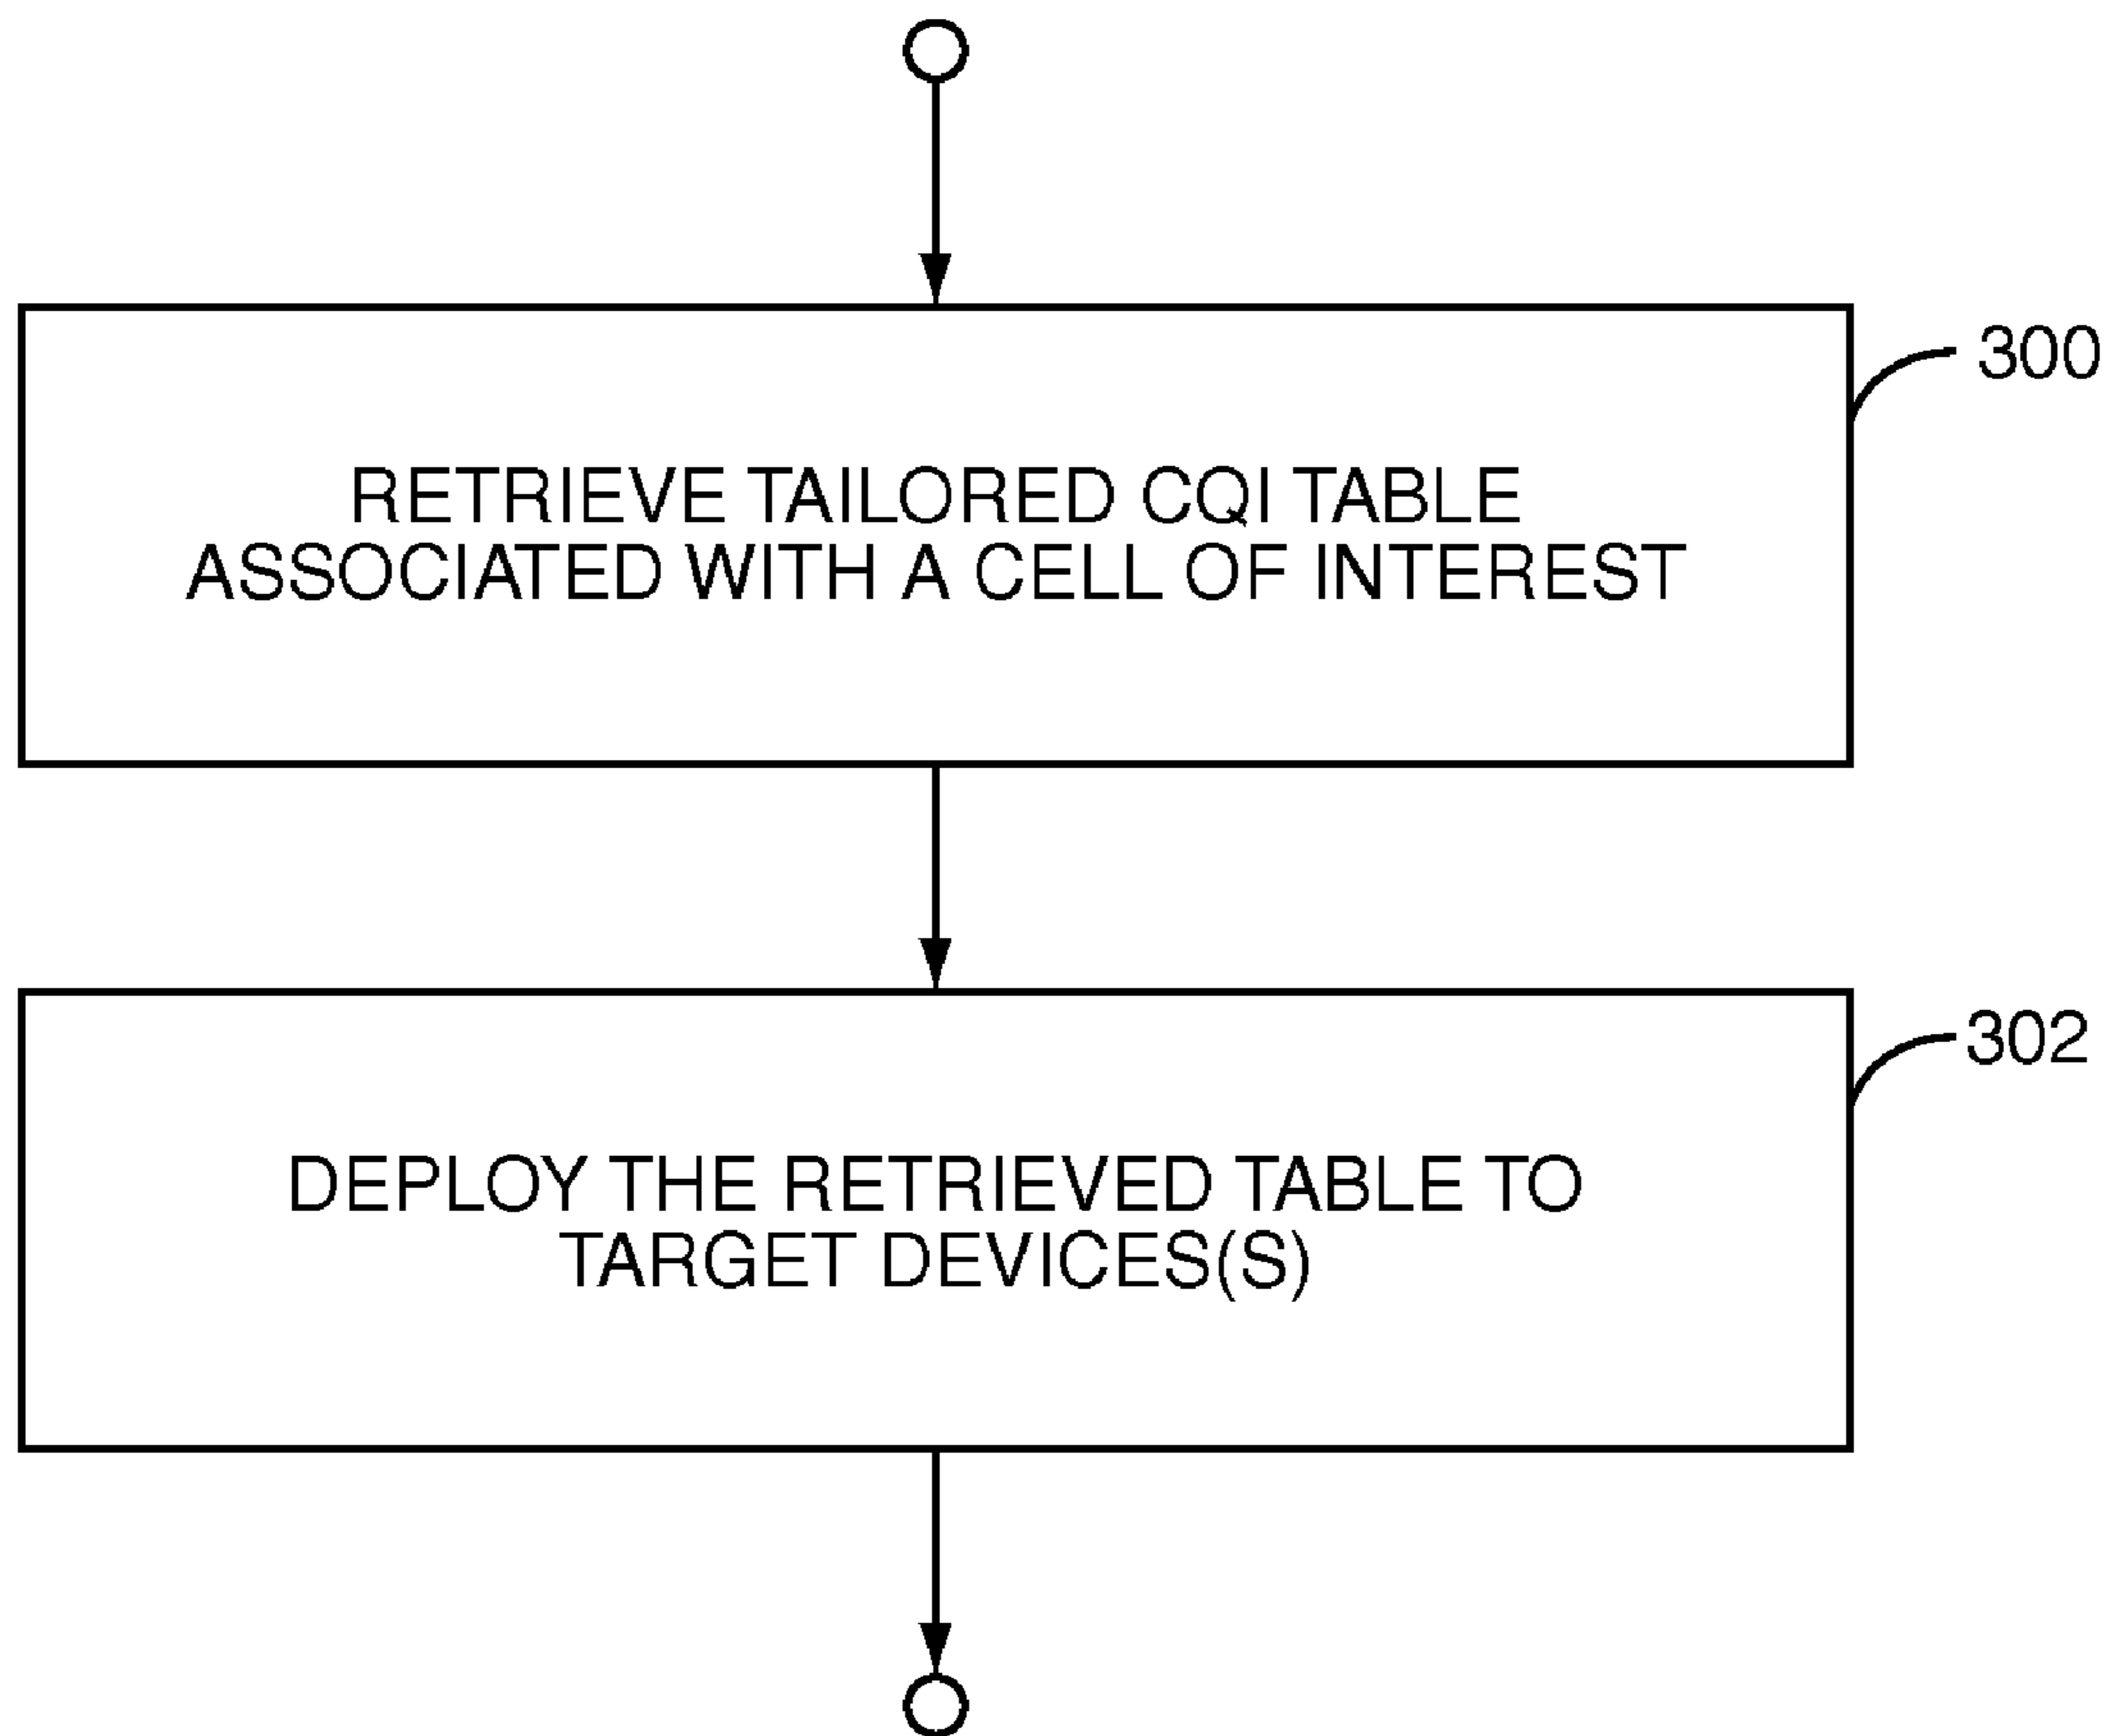 300
RETRIEVE TAILORED CQI TABLE
ASSOCIATED WITH A CELL OF INTEREST
302
DEPLOY THE RETRIEVED TABLE TO
TARGET DEVICES(S)